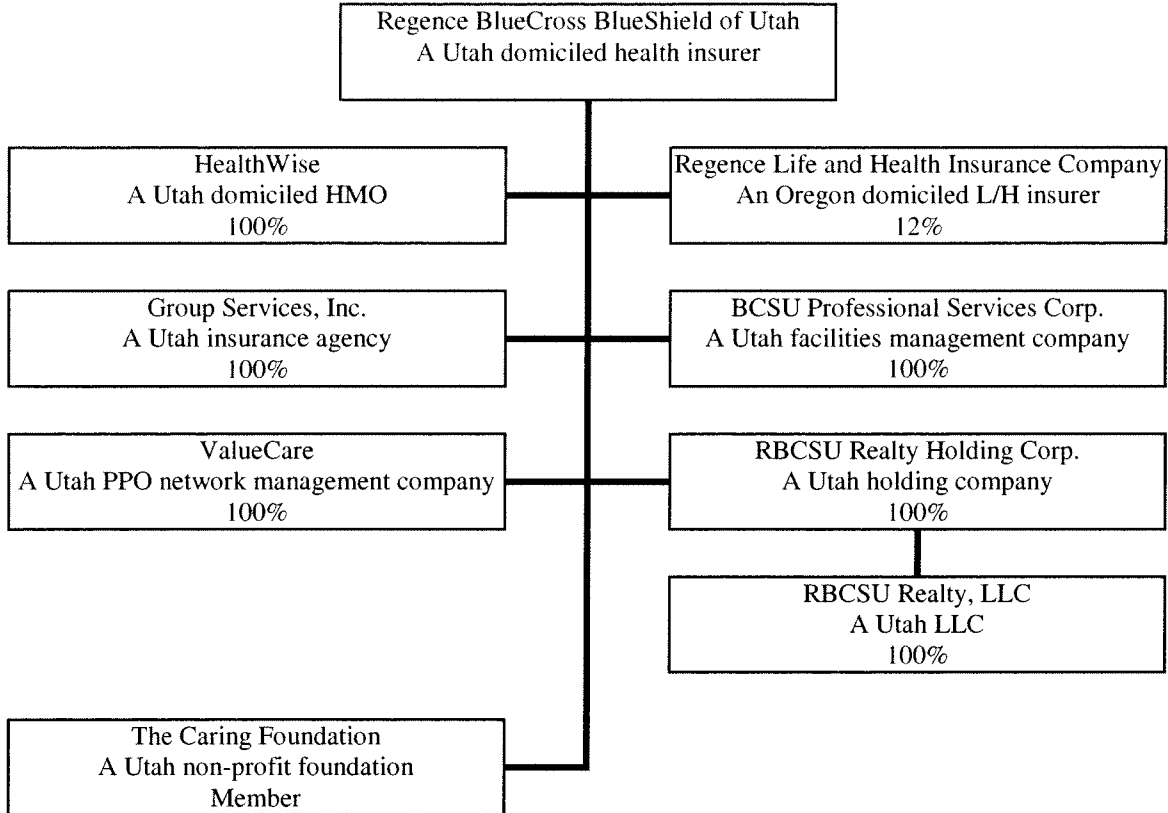 Regence BlueCross BlueShield of Utah
A Utah domiciled health insurer
HealthWise
A Utah domiciled HMO
100%
Regence Life and Health Insurance Company
An Oregon domiciled L/H insurer
12%
Group Services, Inc.
A Utah insurance agency
100%
BCSU Professional Services Corp.
A Utah facilities management company
100%
ValueCare
A Utah PPO network management company
100%
RBCSU Realty Holding Corp.
A Utah holding company
100%
RBCSU Realty, LLC
A Utah LLC
100%
The Caring Foundation
A Utah non-profit foundation
Member